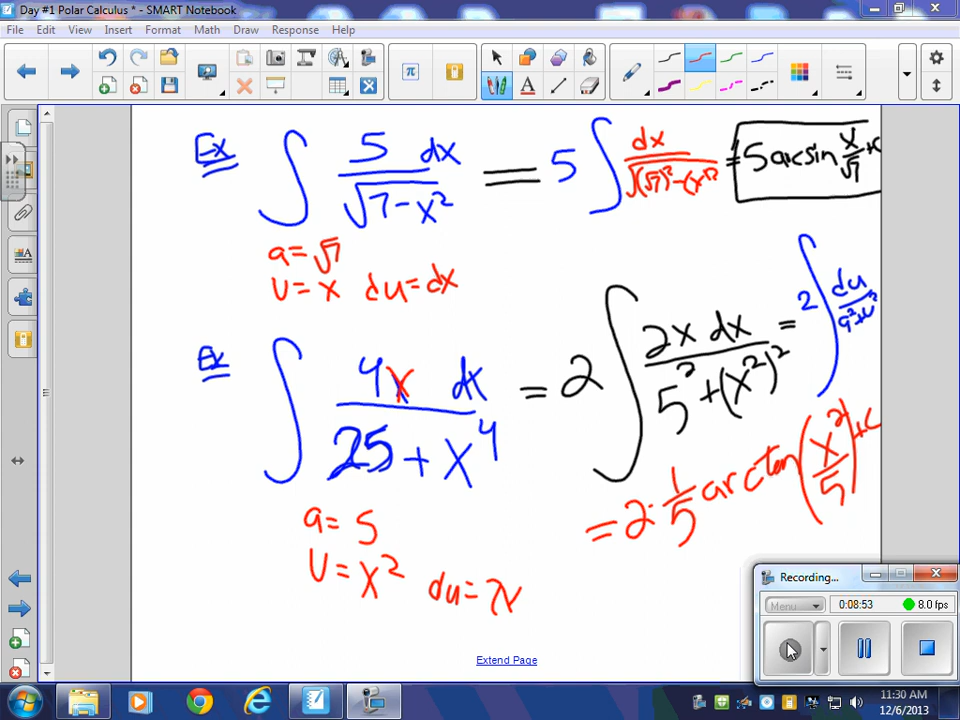 Day #1 Polar Calculus * - SMART Notebook
File Edit View Insert Format Math Draw Response Help
Ex ∫ 5 dx / √(7-x²) = 5 ∫ dx / √((√7)²-(x)²) = 5 arcsin x/√7 + C
a = √7
U = x du = dx
Ex ∫ 4x dx / (25 + x⁴) = 2 ∫ 2x dx / (5² + (x²)²) = 2 ∫ du / (a²+u²)
= 2 · 1/5 arctan (x²/5) + C
a = 5
U = x² du = 2x
Extend Page
Recording...
Menu 0:08:53 8.0 fps
11:30 AM
12/6/2013